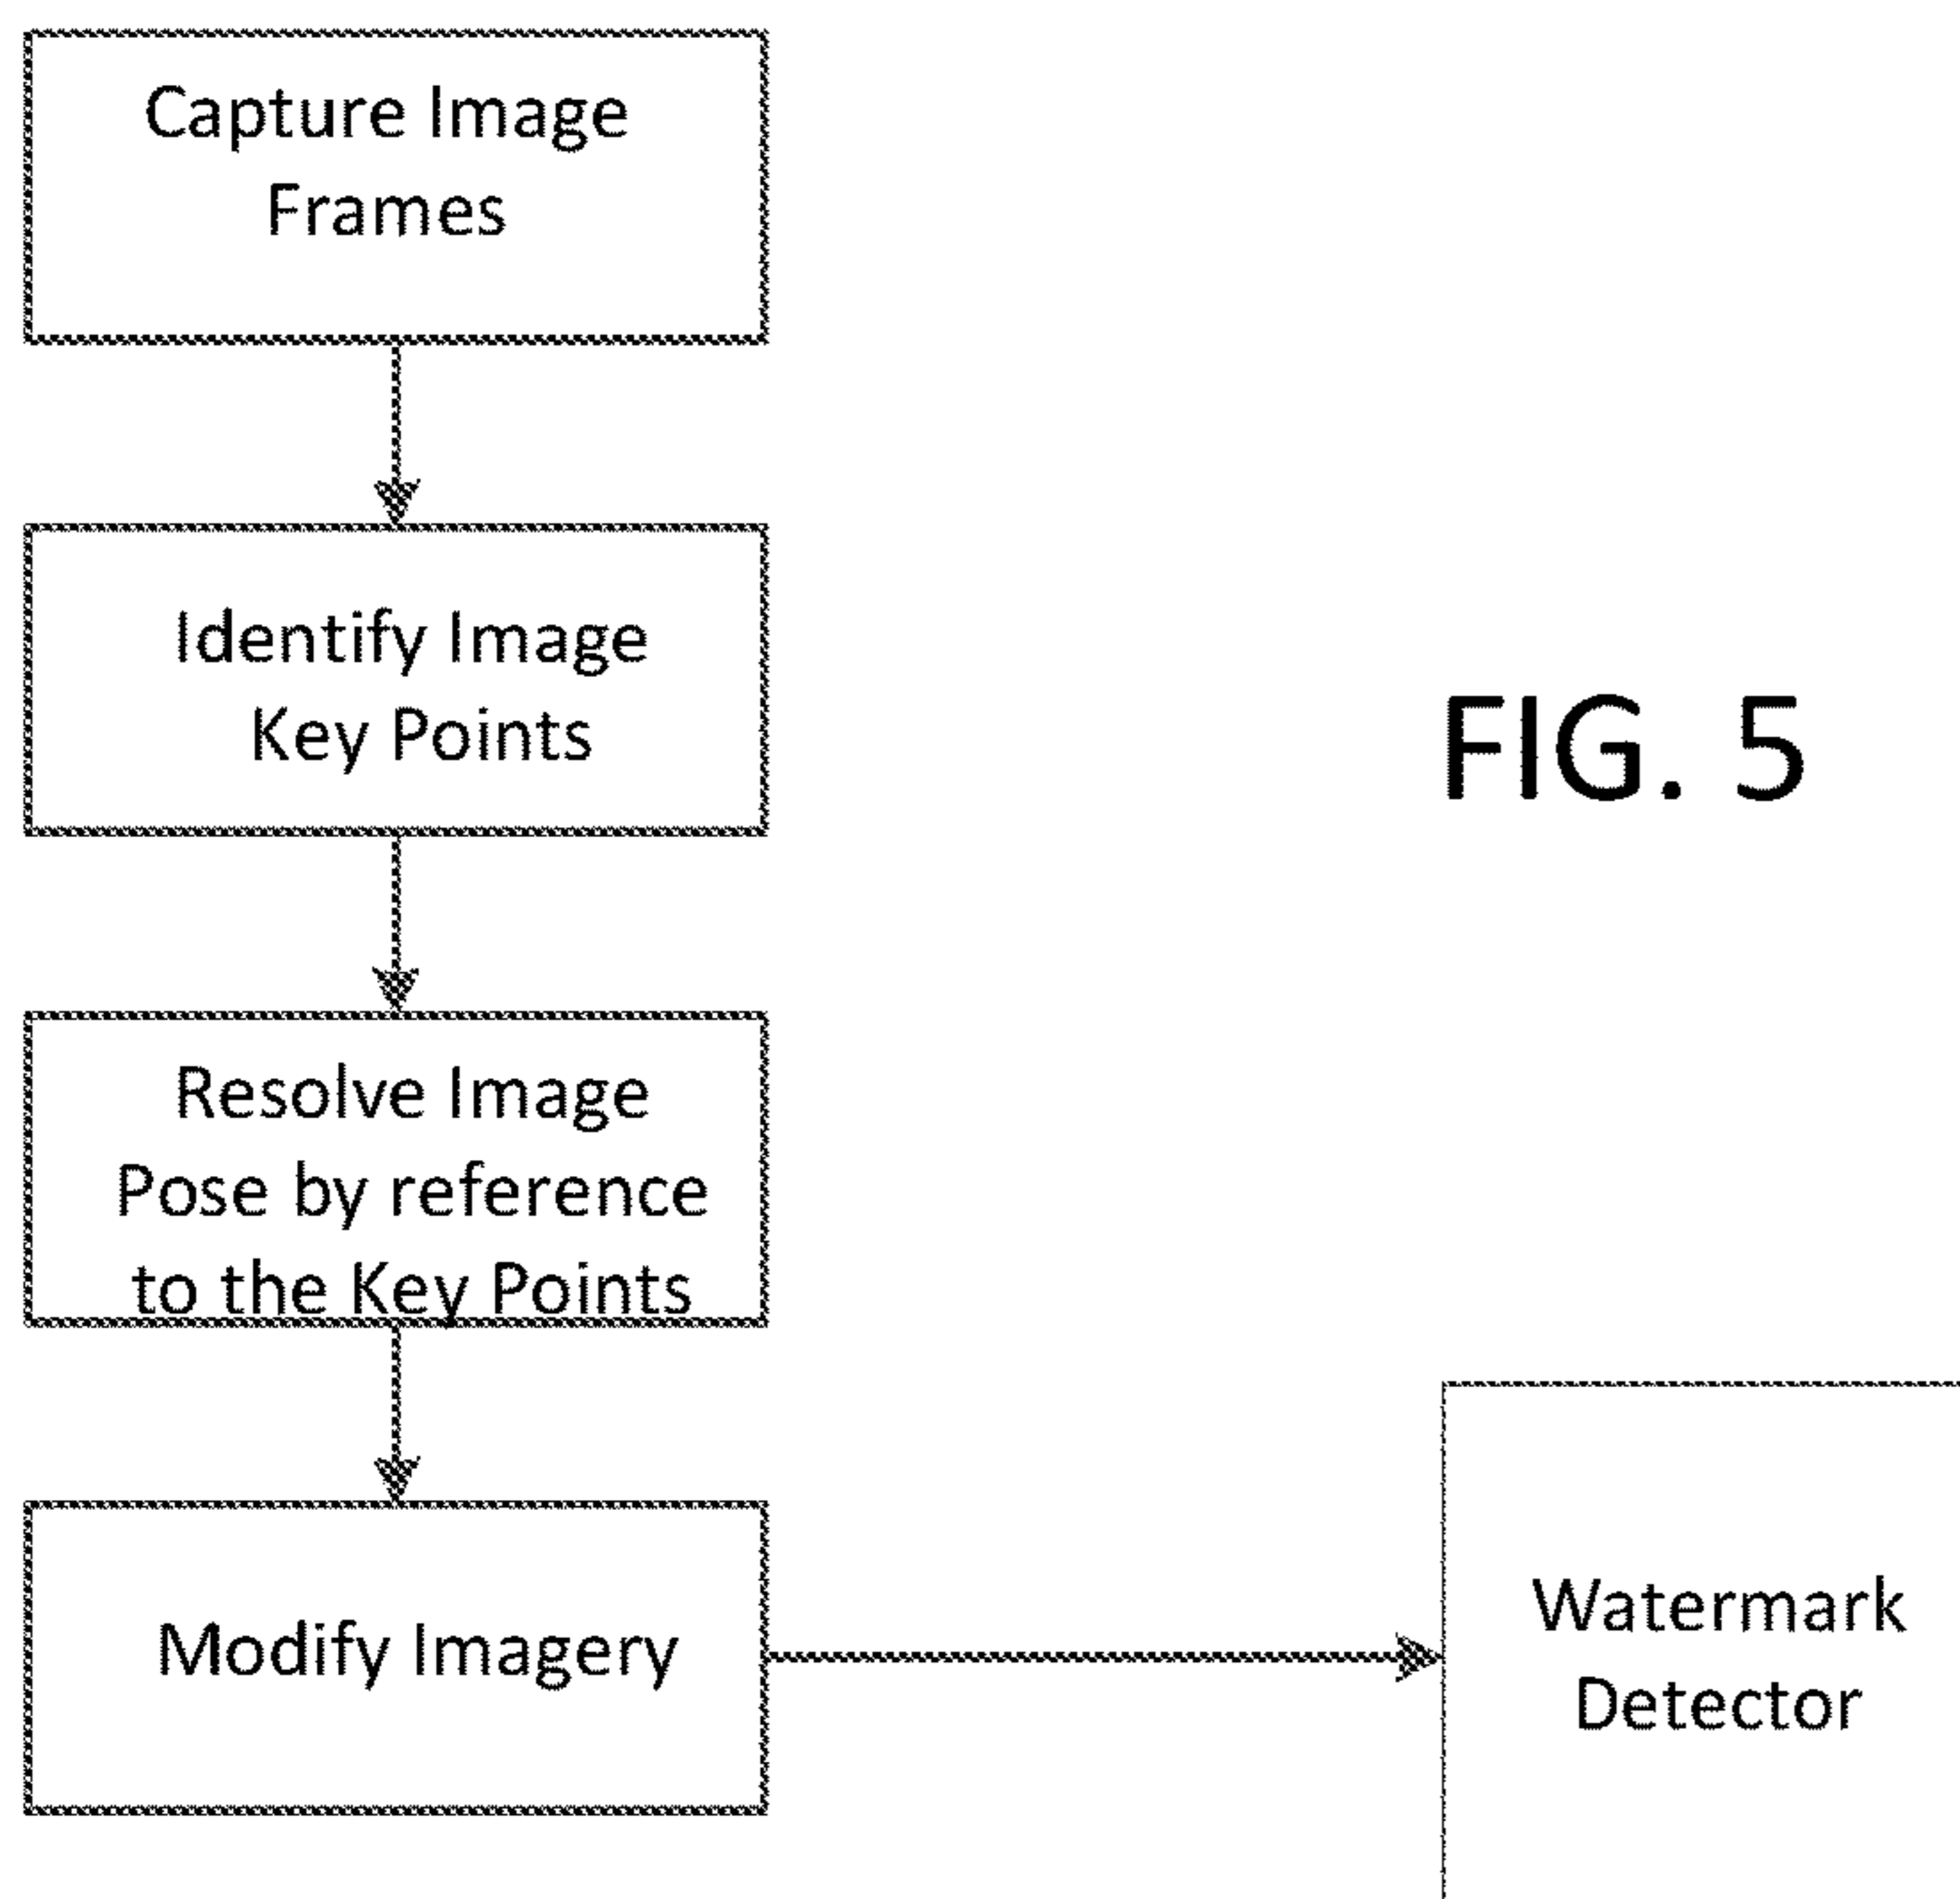 Capture Image
Frames
Identify Image
Key Points
FIG. 5
Resolve Image
Pose by reference
to the Key Points
Modify Imagery
Watermark
Detector